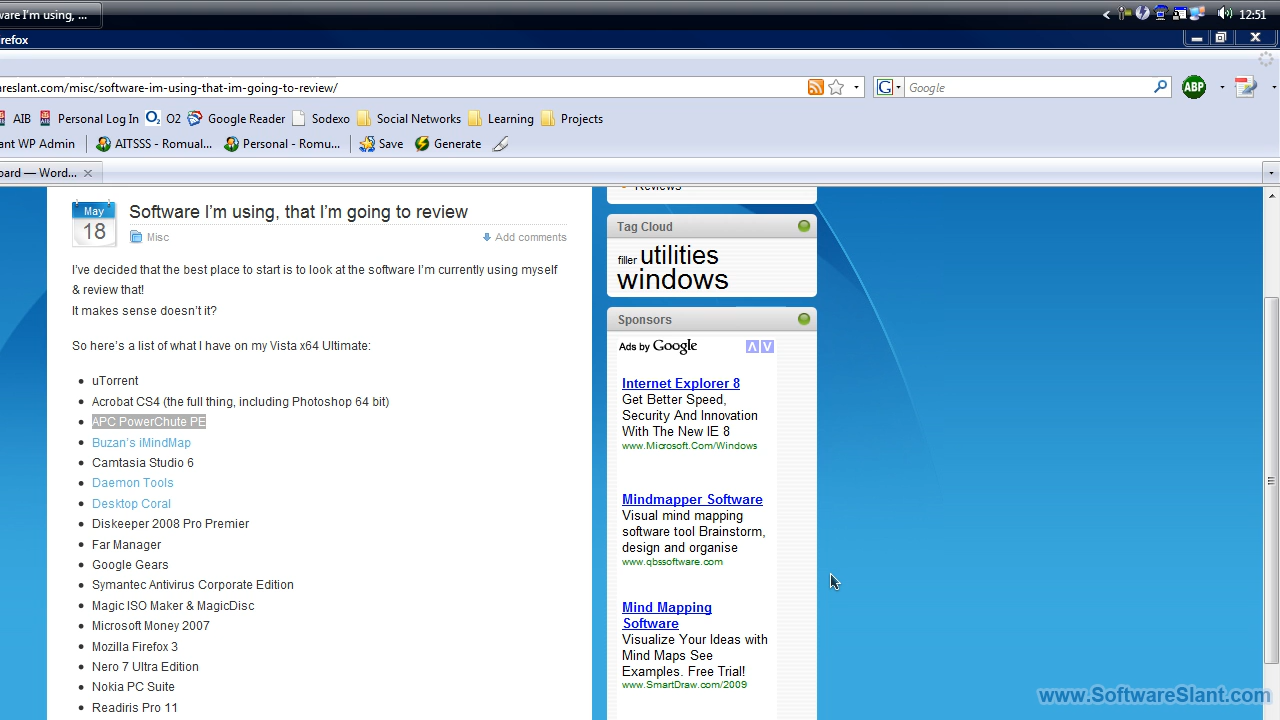 ware I'm using, ...
12:51
refox
reslant.com/misc/software-im-using-that-im-going-to-review/
G
Google
ABP
AIB
Personal Log In
O2
Google Reader
Sodexo
Social Networks
Learning
Projects
ant WP Admin
AITSSS - Romual...
Personal - Romu...
Save
Generate
oard — Word...
May
18
Software I'm using, that I'm going to review
Misc
Add comments
I've decided that the best place to start is to look at the software I'm currently using myself
& review that!
It makes sense doesn't it?
So here's a list of what I have on my Vista x64 Ultimate:
uTorrent
Acrobat CS4 (the full thing, including Photoshop 64 bit)
APC PowerChute PE
Buzan's iMindMap
Camtasia Studio 6
Daemon Tools
Desktop Coral
Diskeeper 2008 Pro Premier
Far Manager
Google Gears
Symantec Antivirus Corporate Edition
Magic ISO Maker & MagicDisc
Microsoft Money 2007
Mozilla Firefox 3
Nero 7 Ultra Edition
Nokia PC Suite
Readiris Pro 11
Reviews
Tag Cloud
filler utilities
windows
Sponsors
Ads by Google
Internet Explorer 8
Get Better Speed,
Security And Innovation
With The New IE 8
www.Microsoft.Com/Windows
Mindmapper Software
Visual mind mapping
software tool Brainstorm,
design and organise
www.qbssoftware.com
Mind Mapping
Software
Visualize Your Ideas with
Mind Maps See
Examples. Free Trial!
www.SmartDraw.com/2009
www.SoftwareSlant.com